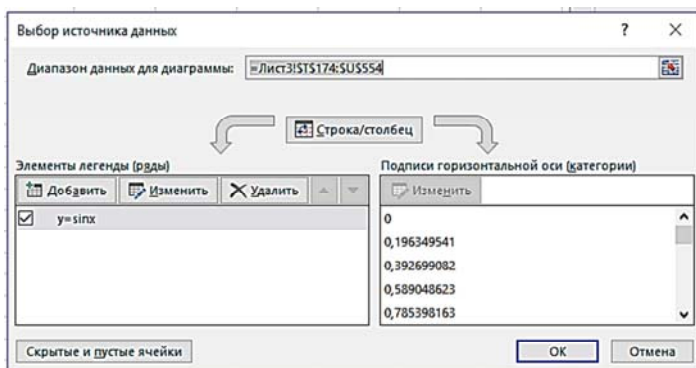 Выбор источника данных ? ×
Диапазон данных для диаграммы: =Лист3!$T$174:$U$554
Строка/столбец
Элементы легенды (ряды)
Добавить Изменить Удалить
y=sinx
Подписи горизонтальной оси (категории)
Изменить
0
0,196349541
0,392699082
0,589048623
0,785398163
Скрытые и пустые ячейки
ОК Отмена